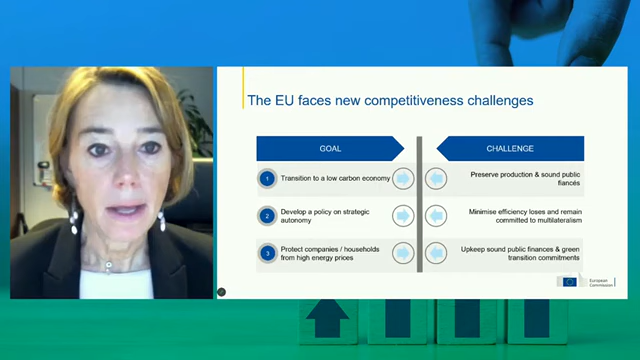 The EU faces new competitiveness challenges
GOAL
CHALLENGE
1
Transition to a low carbon economy
Preserve production & sound public
fiancés
2
Develop a policy on strategic
autonomy
Minimise efficiency loses and remain
committed to multilateralism
3
Protect companies / households
from high energy prices
Upkeep sound public finances & green
transition commitments
European
Commission